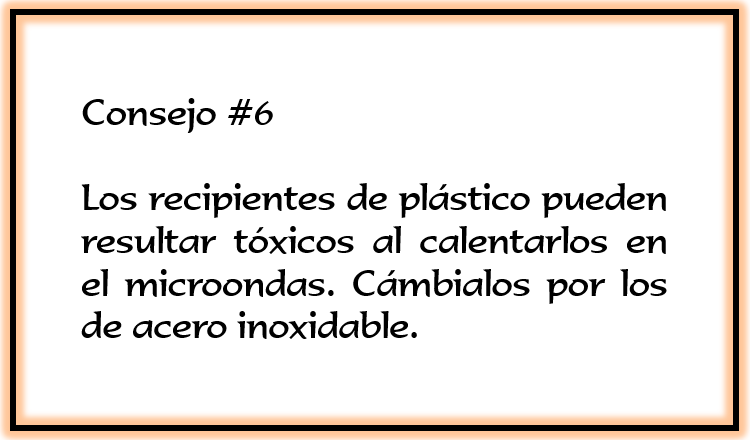 Consejo #6
Los recipientes de plástico pueden
resultar tóxicos al calentarlos en
el microondas. Cámbialos por los
de acero inoxidable.